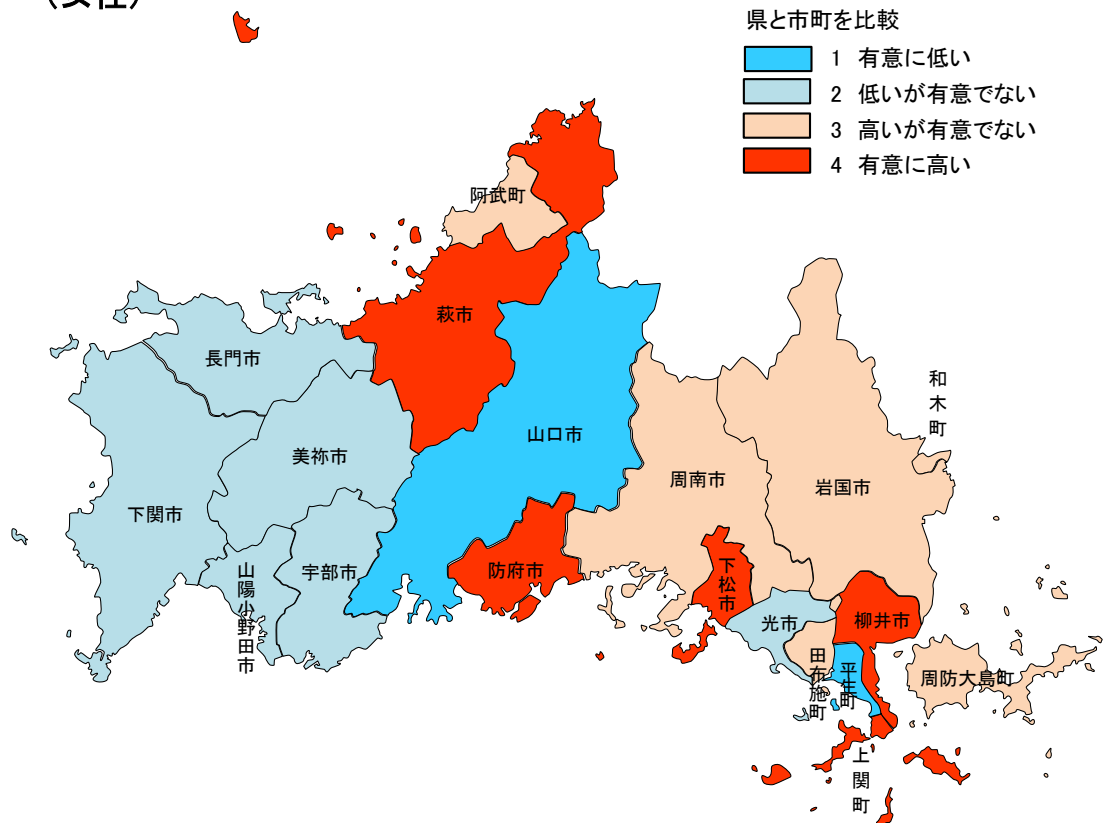 （女性）
県と市町を比較
1 有意に低い
2 低いが有意でない
3 高いが有意でない
4 有意に高い
阿武町
萩市
長門市
和木町
山口市
美祢市
周南市
岩国市
下関市
宇部市
防府市
下松市
山陽小野田市
光市
柳井市
田布施町
平生町
周防大島町
上関町